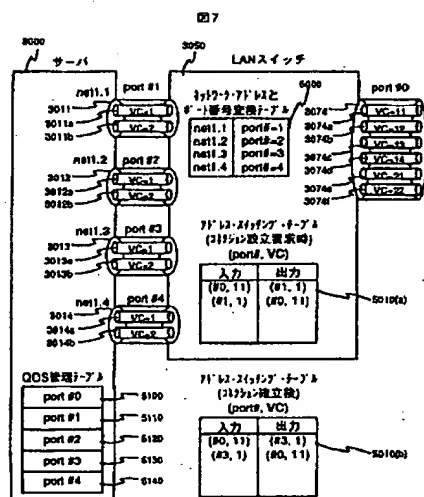 図7
3000
サーバ
3050
LANスイッチ
net1.1
port #1
3011
3011a
3011b
VC=1
VC=2
net1.2
port #2
3012
3012a
3012b
VC=1
VC=2
net1.3
port #3
3013
3013a
3013b
VC=1
VC=2
net1.4
port #4
3014
3014a
3014b
VC=1
VC=2
ネットワーク・アドレスと
ポート番号変換テーブル
net1.1 port#=1
net1.2 port#=2
net1.3 port#=3
net1.4 port#=4
port #0
3074
3074a
3074b
3074c
3074d
3074e
3074f
VC=11
VC=12
VC=13
VC=14
VC=21
VC=22
アドレス・スイッチング・テーブル
(コネクション設立要求時)
(port#, VC)
入力 出力
(#0, 11) (#1, 1)
(#1, 1) (#0, 11)
5010(a)
QOS管理テーブル
port #0 5100
port #1 5110
port #2 5120
port #3 5130
port #4 5140
アドレス・スイッチング・テーブル
(コネクション設立後)
(port#, VC)
入力 出力
(#0, 11) (#3, 1)
(#3, 1) (#0, 11)
5010(b)